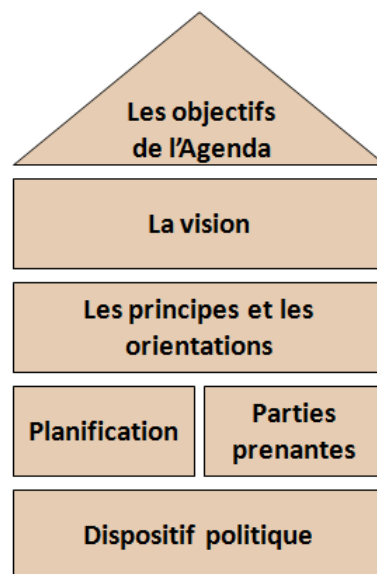 Les objectifs
de l'Agenda
La vision
Les principes et les
orientations
Planification
Parties
prenantes
Dispositif politique